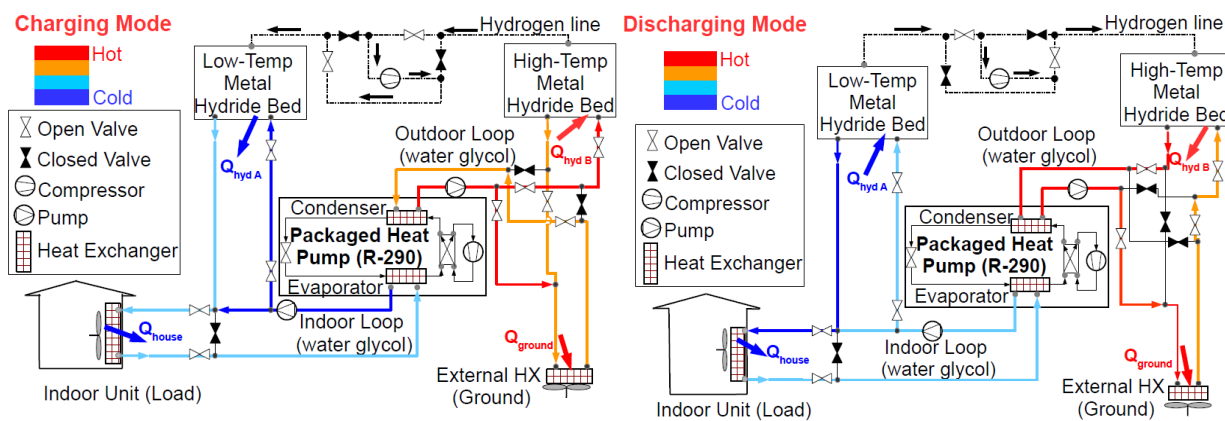 Charging Mode
Hot
Cold
Open Valve
Closed Valve
Compressor
Pump
Heat Exchanger
Hydrogen line
Low-Temp
Metal
Hydride Bed
High-Temp
Metal
Hydride Bed
Q hyd A
Q hyd B
Outdoor Loop
(water glycol)
Condenser
Packaged Heat
Pump (R-290)
Evaporator
Indoor Loop
(water glycol)
Q house
Indoor Unit (Load)
Q ground
External HX
(Ground)
Discharging Mode
Hot
Cold
Open Valve
Closed Valve
Compressor
Pump
Heat Exchanger
Hydrogen line
Low-Temp
Metal
Hydride Bed
High-Temp
Metal
Hydride Bed
Q hyd A
Q hyd B
Outdoor Loop
(water glycol)
Condenser
Packaged Heat
Pump (R-290)
Evaporator
Indoor Loop
(water glycol)
Q house
Indoor Unit (Load)
Q ground
External HX
(Ground)